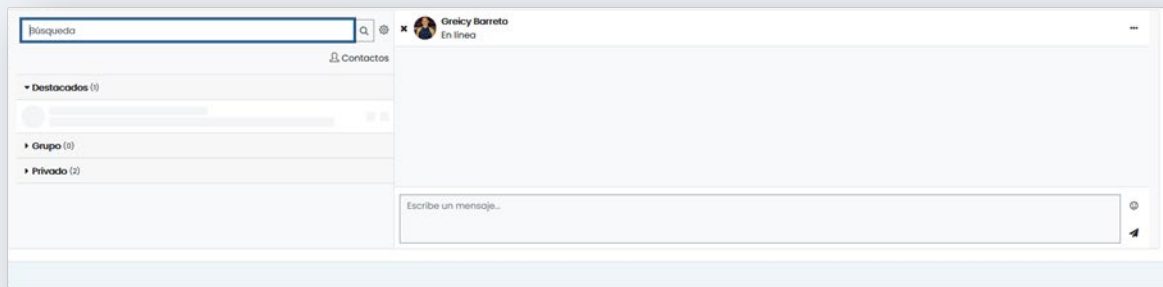 Búsqueda
Contactos
Destacados (1)
Grupo (0)
Privado (2)
Greicy Barreto
En línea
Escribe un mensaje...